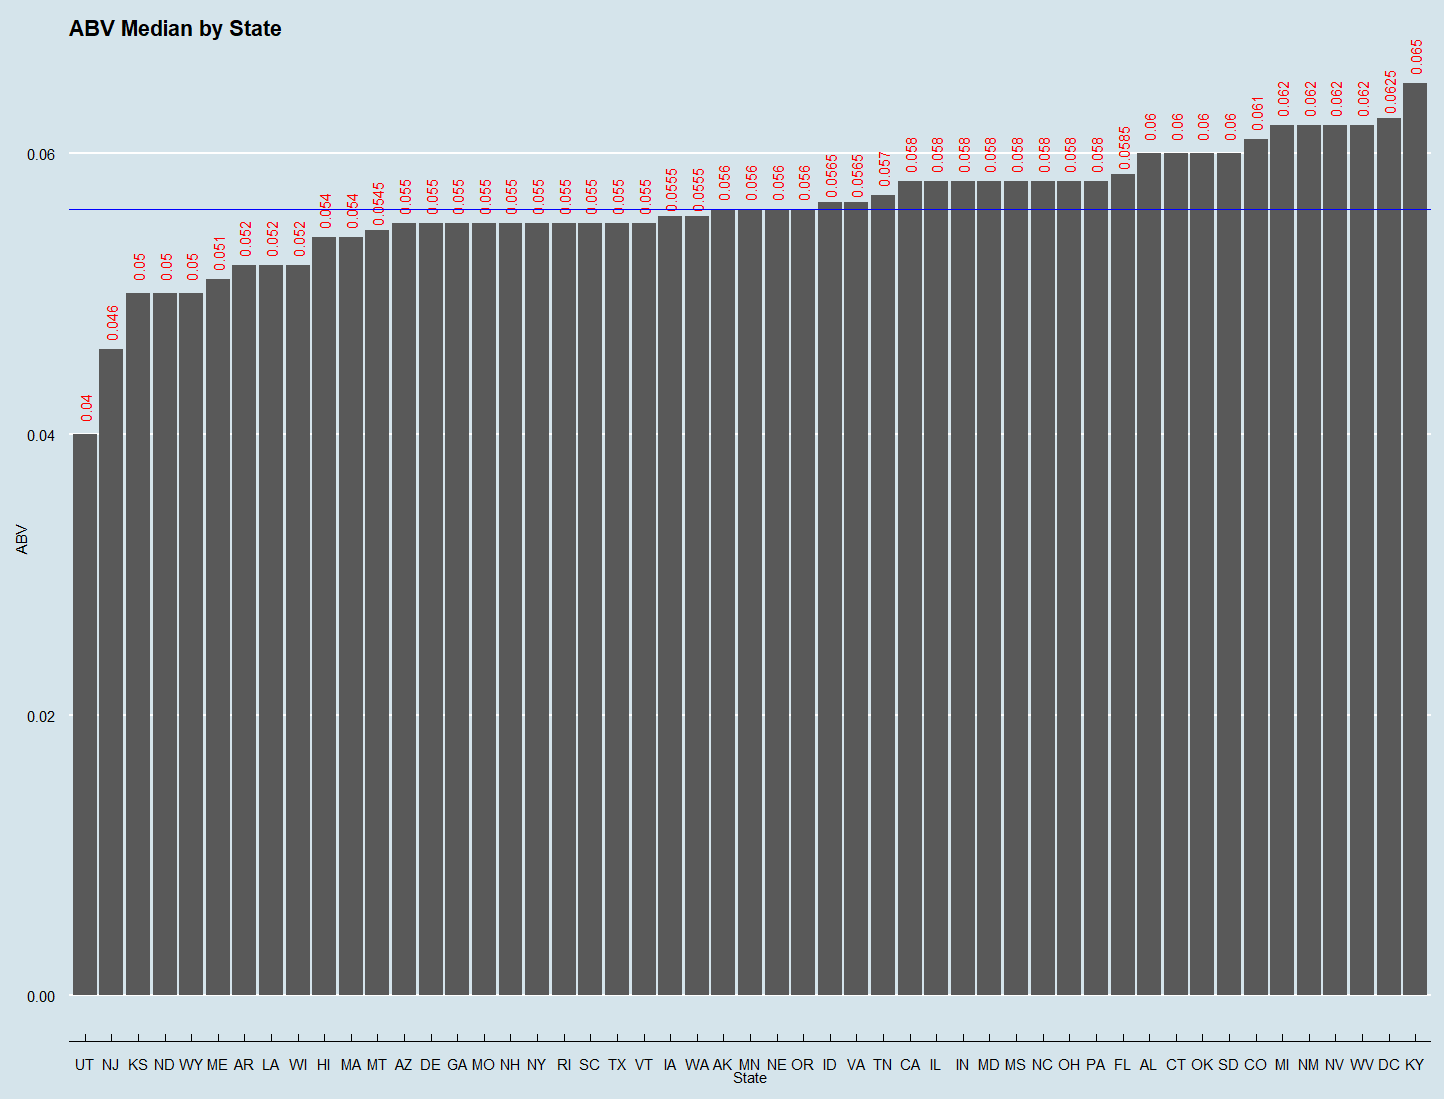 ABV Median by State
0.04 0.046 0.05 0.05 0.05 0.051 0.052 0.052 0.052 0.054 0.054 0.0545 0.055 0.055 0.055 0.055 0.055 0.055 0.055 0.055 0.055 0.055 0.0555 0.0555 0.056 0.056 0.056 0.056 0.0565 0.0565 0.057 0.058 0.058 0.058 0.058 0.058 0.058 0.058 0.058 0.0585 0.06 0.06 0.06 0.06 0.061 0.062 0.062 0.062 0.062 0.0625 0.065
0.06
0.04
0.02
0.00
ABV
UT NJ KS ND WY ME AR LA WI HI MA MT AZ DE GA MO NH NY RI SC TX VT IA WA AK MN NE OR ID VA TN CA IL IN MD MS NC OH PA FL AL CT OK SD CO MI NM NV WV DC KY
State